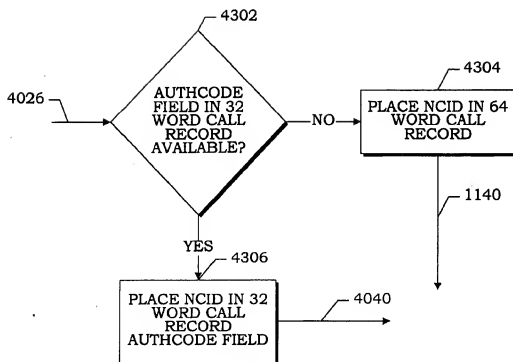 4302
4026
AUTHCODE
FIELD IN 32
WORD CALL
RECORD
AVAILABLE?
NO
4304
PLACE NCID IN 64
WORD CALL
RECORD
1140
YES
4306
PLACE NCID IN 32
WORD CALL
RECORD
AUTHCODE FIELD
4040